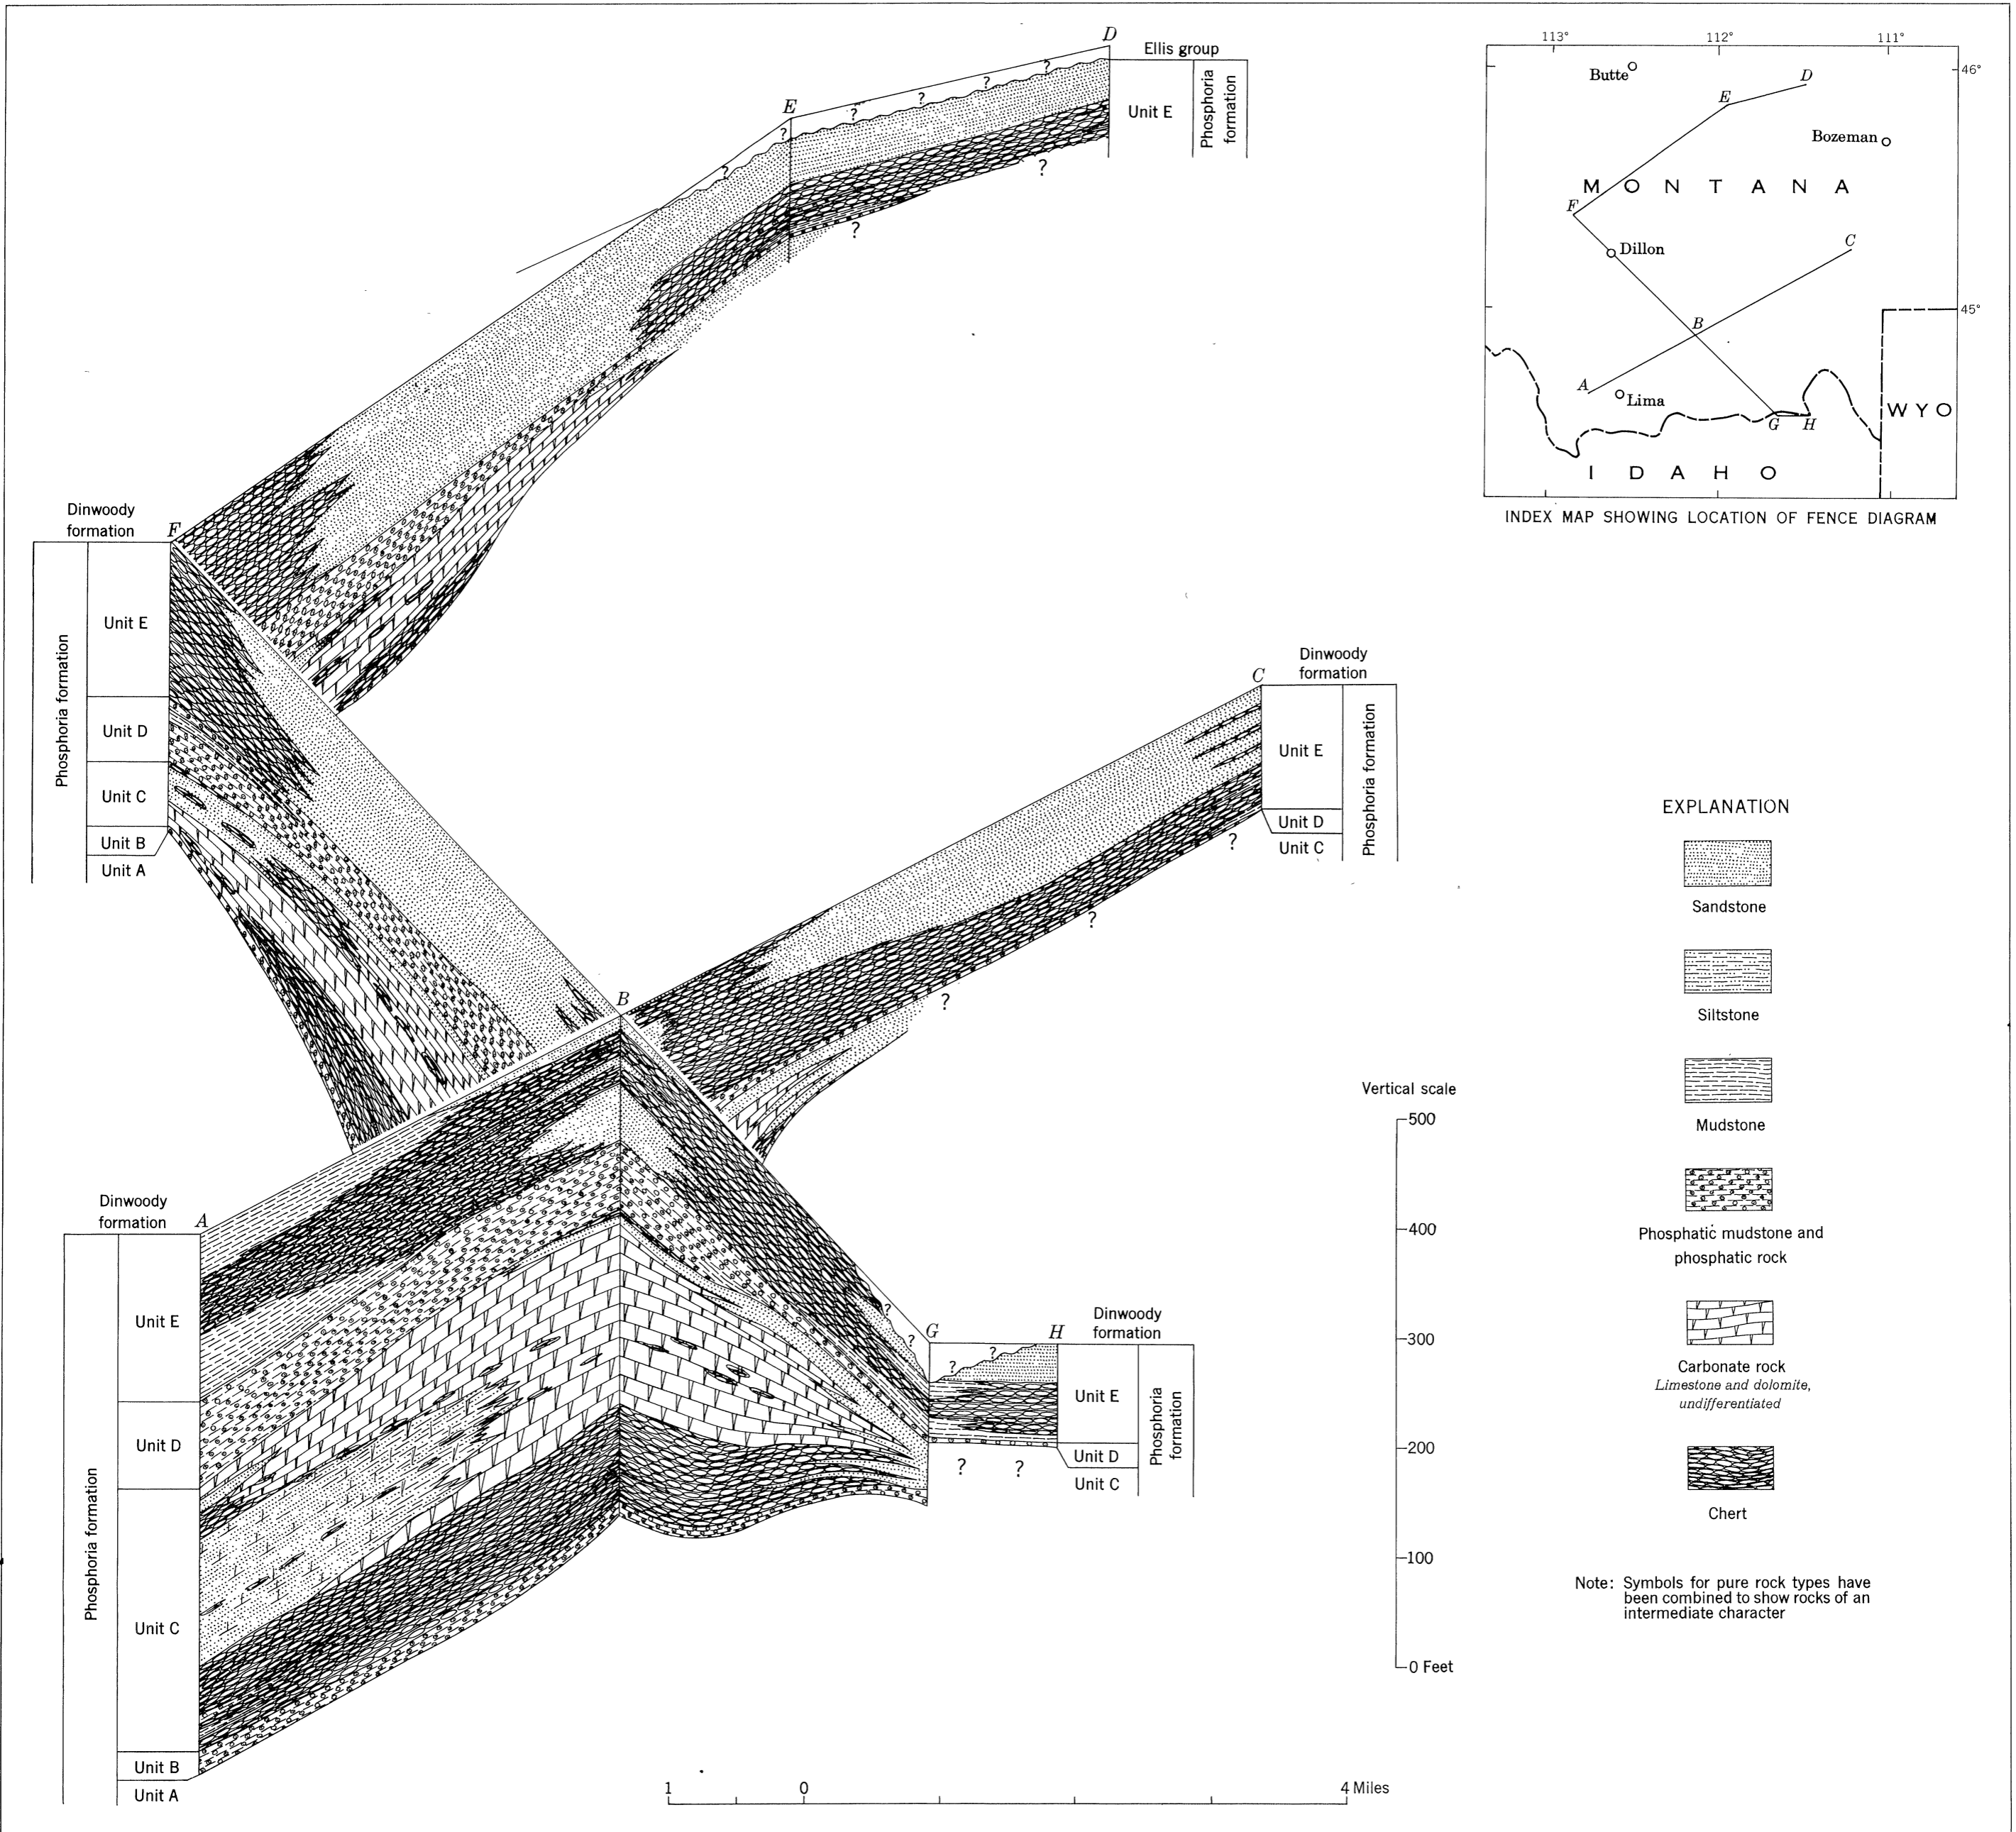 D
Ellis group
Unit E
Phosphoria
formation
E
?
?
?
?
?
?
?
?
113°
112°
111°
46°
45°
Butte
D
E
Bozeman
M O N T A N A
F
Dillon
C
B
A
Lima
G
H
W Y O
I D A H O
INDEX MAP SHOWING LOCATION OF FENCE DIAGRAM
Dinwoody
formation
F
Phosphoria formation
Unit E
Unit D
Unit C
Unit B
Unit A
Dinwoody
formation
C
Unit E
Unit D
Unit C
Phosphoria formation
?
?
?
B
Dinwoody
formation
A
Phosphoria formation
Unit E
Unit D
Unit C
Unit B
Unit A
?
?
G
H
Dinwoody
formation
?
?
Unit E
Unit D
Unit C
Phosphoria
formation
?
?
Vertical scale
500
400
300
200
100
0 Feet
1
0
4 Miles
EXPLANATION
Sandstone
Siltstone
Mudstone
Phosphatic mudstone and
phosphatic rock
Carbonate rock
Limestone and dolomite,
undifferentiated
Chert
Note: Symbols for pure rock types have
been combined to show rocks of an
intermediate character